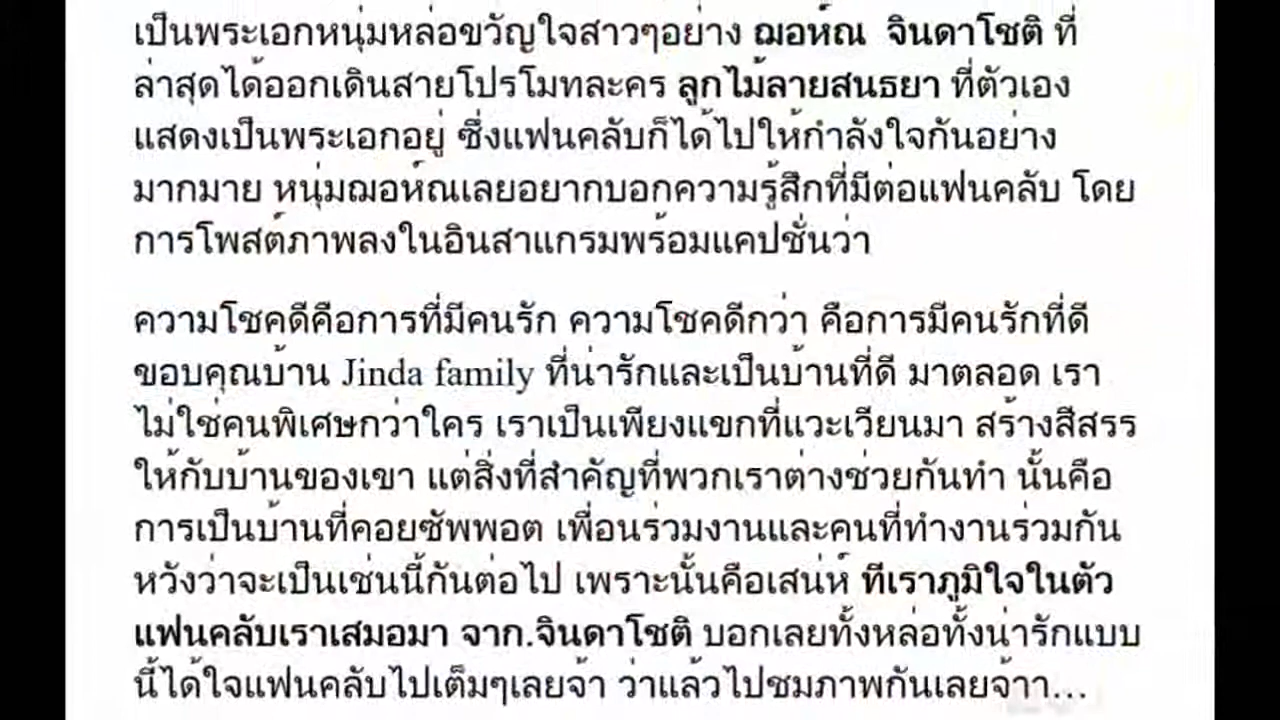 เป็นพระเอกหนุ่มหล่อขวัญใจสาวๆอย่าง ฌอห์ณ จินดาโชติ ที่
ล่าสุดได้ออกเดินสายโปรโมทละคร ลูกไม้ลายสนธยา ที่ตัวเอง
แสดงเป็นพระเอกอยู่ ซึ่งแฟนคลับก็ได้ไปให้กำลังใจกันอย่าง
มากมาย หนุ่มฌอห์ณเลยอยากบอกความรู้สึกที่มีต่อแฟนคลับ โดย
การโพสต์ภาพลงในอินสาแกรมพร้อมแคปชั่นว่า
ความโชคดีคือการที่มีคนรัก ความโชคดีกว่า คือการมีคนรักที่ดี
ขอบคุณบ้าน Jinda family ที่น่ารักและเป็นบ้านที่ดี มาตลอด เรา
ไม่ใช่คนพิเศษกว่าใคร เราเป็นเพียงแขกที่แวะเวียนมา สร้างสีสรร
ให้กับบ้านของเขา แต่สิ่งที่สำคัญที่พวกเราต่างช่วยกันทำ นั้นคือ
การเป็นบ้านที่คอยซัพพอต เพื่อนร่วมงานและคนที่ทำงานร่วมกัน
หวังว่าจะเป็นเช่นนี้กันต่อไป เพราะนั้นคือเสน่ห์ ทีเราภูมิใจในตัว
แฟนคลับเราเสมอมา จาก.จินดาโชติ บอกเลยทั้งหล่อทั้งน่ารักแบบ
นี้ได้ใจแฟนคลับไปเต็มๆเลยจ้า ว่าแล้วไปชมภาพกันเลยจ้าา…